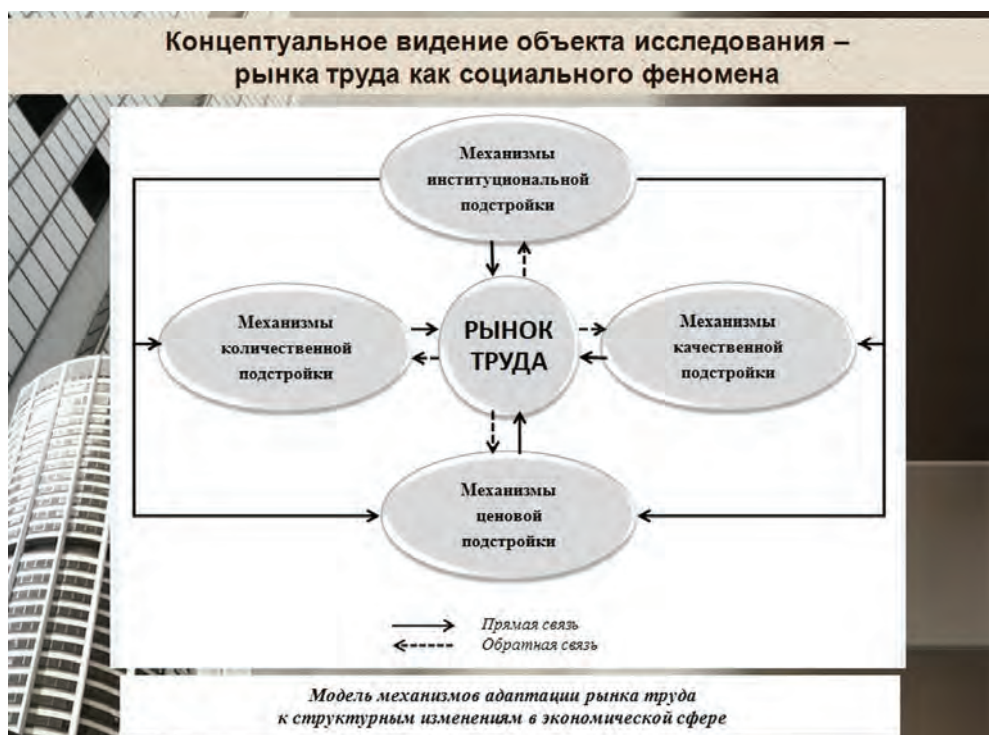 Концептуальное видение объекта исследования –
рынка труда как социального феномена
Механизмы
институциональной
подстройки
Механизмы
количественной
подстройки
РЫНОК
ТРУДА
Механизмы
качественной
подстройки
Механизмы
ценовой
подстройки
Прямая связь
Обратная связь
Модель механизмов адаптации рынка труда
к структурным изменениям в экономической сфере